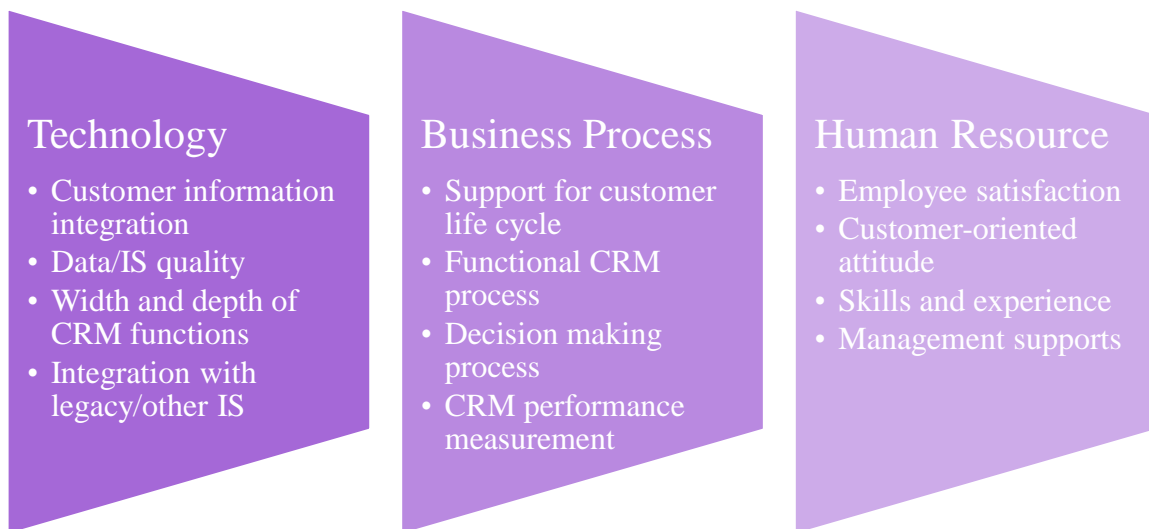 Technology
• Customer information
integration
• Data/IS quality
• Width and depth of
CRM functions
• Integration with
legacy/other IS
Business Process
• Support for customer
life cycle
• Functional CRM
process
• Decision making
process
• CRM performance
measurement
Human Resource
• Employee satisfaction
• Customer-oriented
attitude
• Skills and experience
• Management supports